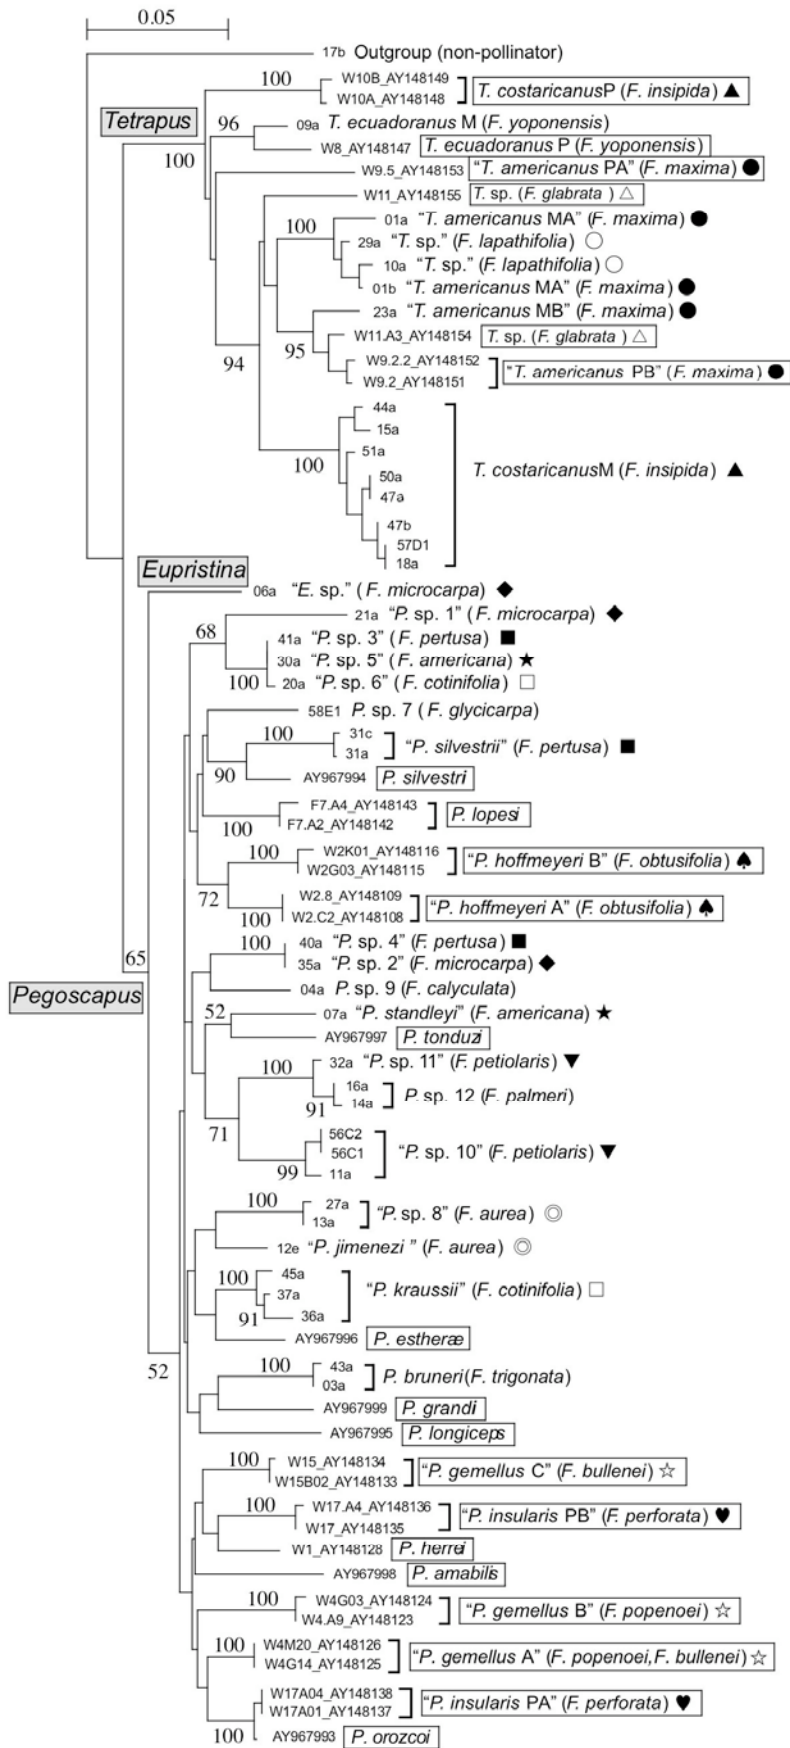 0.05
17b Outgroup (non-pollinator)
100
W10B_AY148149
W10A_AY148148
T. costaricanusP (F. insipida) ▲
Tetrapus
100
96
09a T. ecuadoranus M (F. yoponensis)
W8_AY148147 T. ecuadoranus P (F. yoponensis)
W9.5_AY148153 “T. americanus PA” (F. maxima) ●
W11_AY148155 T. sp. (F. glabrata) △
100
01a “T. americanus MA” (F. maxima) ●
29a “T. sp.” (F. lapathifolia) ○
10a “T. sp.” (F. lapathifolia) ○
01b “T. americanus MA” (F. maxima) ●
23a “T. americanus MB” (F. maxima) ●
94
95
W11.A3_AY148154 T. sp. (F. glabrata) △
W9.2.2_AY148152
W9.2_AY148151
“T. americanus PB” (F. maxima) ●
44a
15a
100
51a
50a
47a
47b
57D1
18a
T. costaricanusM (F. insipida) ▲
Eupristina
06a “E. sp.” (F. microcarpa) ◆
68
21a “P. sp. 1” (F. microcarpa) ◆
41a “P. sp. 3” (F. pertusa) ■
30a “P. sp. 5” (F. americana) ★
100
20a “P. sp. 6” (F. cotinifolia) □
58E1 P. sp. 7 (F. glycicarpa)
100
31c
31a
“P. silvestrii” (F. pertusa) ■
90
AY967994 P. silvestri
F7.A4_AY148143
100
F7.A2_AY148142
P. lopesi
100
W2K01_AY148116
W2G03_AY148115
“P. hoffmeyeri B” (F. obtusifolia) ♠
72
W2.8_AY148109
100
W2.C2_AY148108
“P. hoffmeyeri A” (F. obtusifolia) ♠
100
40a “P. sp. 4” (F. pertusa) ■
35a “P. sp. 2” (F. microcarpa) ◆
65
Pegoscapus
04a P. sp. 9 (F. calyculata)
52
07a “P. standleyi” (F. americana) ★
AY967997 P. tonduzi
100
32a “P. sp. 11” (F. petiolaris) ▼
16a
91
14a
P. sp. 12 (F. palmeri)
71
56C2
56C1
99
11a
“P. sp. 10” (F. petiolaris) ▼
100
27a
13a
“P. sp. 8” (F. aurea) ◎
12e “P. jimenezi ” (F. aurea) ◎
100
45a
37a
91
36a
“P. kraussii” (F. cotinifolia) □
AY967996 P. estheræ
52
100
43a
03a
P. bruneri(F. trigonata)
AY967999 P. grandi
AY967995 P. longiceps
100
W15_AY148134
W15B02_AY148133
“P. gemellus C” (F. bullenei) ☆
100
W17.A4_AY148136
W17_AY148135
“P. insularis PB” (F. perforata) ♥
W1_AY148128 P. herrei
AY967998 P. amabilis
100
W4G03_AY148124
W4.A9_AY148123
“P. gemellus B” (F. popenoei) ☆
100
W4M20_AY148126
W4G14_AY148125
“P. gemellus A” (F. popenoei,F. bullenei) ☆
W17A04_AY148138
W17A01_AY148137
“P. insularis PA” (F. perforata) ♥
100
AY967993 P. orozcoi